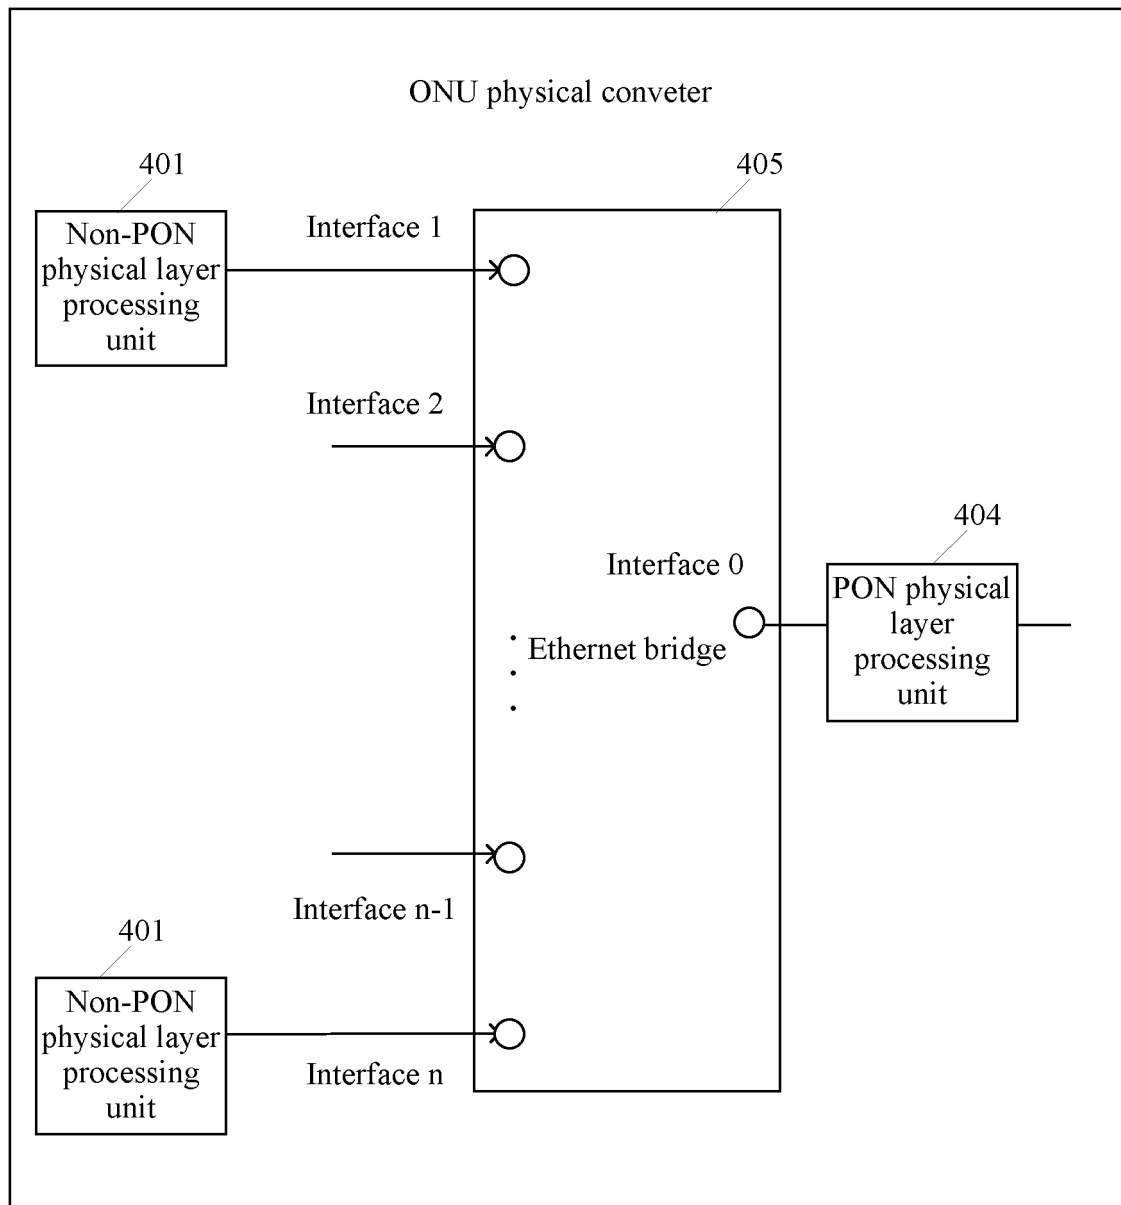 ONU physical conveter
401
405
Non-PON
physical layer
processing
unit
Interface 1
Interface 2
404
Interface 0
PON physical
layer
processing
unit
Ethernet bridge
Interface n-1
401
Non-PON
physical layer
processing
unit
Interface n